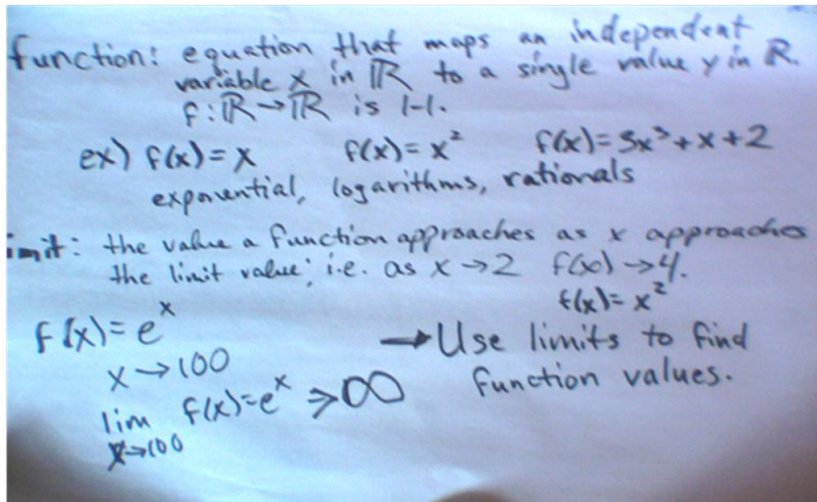 function: equation that maps an independent
variable x in ℝ to a single value y in ℝ.
f: ℝ→ℝ is 1-1.
ex) f(x)=x f(x)=x² f(x)=3x³+x+2
exponential, logarithms, rationals
imit: the value a function approaches as x approaches
the limit value; i.e. as x→2 f(x)→4.
f(x)=x²
f(x)=eˣ
x→100
lim f(x)=eˣ→∞
x→100
→Use limits to find
function values.